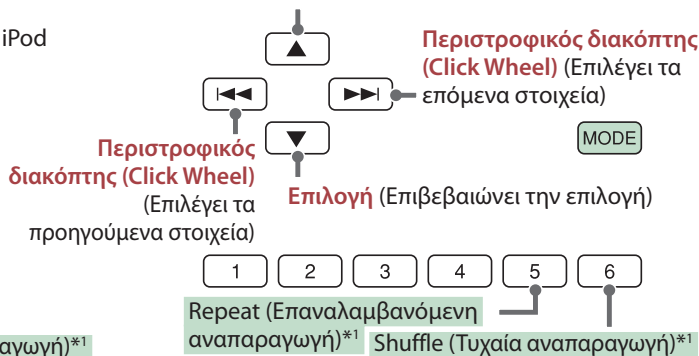 iPod
Περιστροφικός διακόπτης
(Click Wheel) (Επιλέγει τα
επόμενα στοιχεία)
MODE
Περιστροφικός
διακόπτης (Click Wheel)
(Επιλέγει τα
προηγούμενα στοιχεία)
Επιλογή (Επιβεβαιώνει την επιλογή)
1 2 3 4 5 6
Repeat (Επαναλαμβανόμενη
αναπαραγωγή)*1
Shuffle (Τυχαία αναπαραγωγή)*1